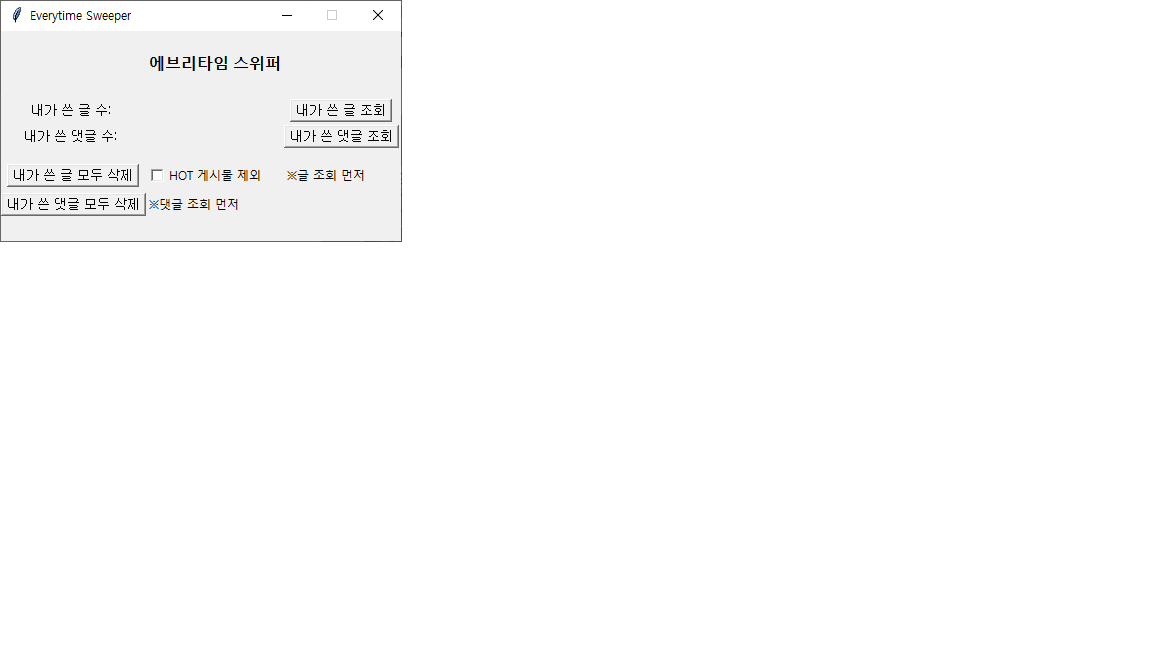 Everytime Sweeper
에브리타임 스위퍼
내가 쓴 글 수: 내가 쓴 글 조회
내가 쓴 댓글 수: 내가 쓴 댓글 조회
내가 쓴 글 모두 삭제 HOT 게시물 제외 ※글 조회 먼저
내가 쓴 댓글 모두 삭제 ※댓글 조회 먼저